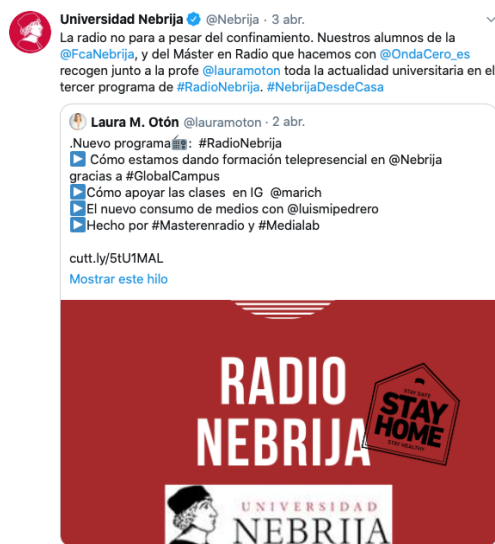 Universidad Nebrija @Nebrija · 3 abr.
La radio no para a pesar del confinamiento. Nuestros alumnos de la
@FcaNebrija, y del Máster en Radio que hacemos con @OndaCero_es
recogen junto a la profe @lauramoton toda la actualidad universitaria en el
tercer programa de #RadioNebrija. #NebrijaDesdeCasa
Laura M. Otón @lauramoton · 2 abr.
.Nuevo programa📻: #RadioNebrija
▶️ Cómo estamos dando formación telepresencial en @Nebrija
gracias a #GlobalCampus
▶️Cómo apoyar las clases en IG @marich
▶️El nuevo consumo de medios con @luismipedrero
▶️Hecho por #Masterenradio y #Medialab
cutt.ly/5tU1MAL
Mostrar este hilo
RADIO
NEBRIJA
STAY SAFE
STAY
HOME
STAY HEALTHY
UNIVERSIDAD
NEBRIJA